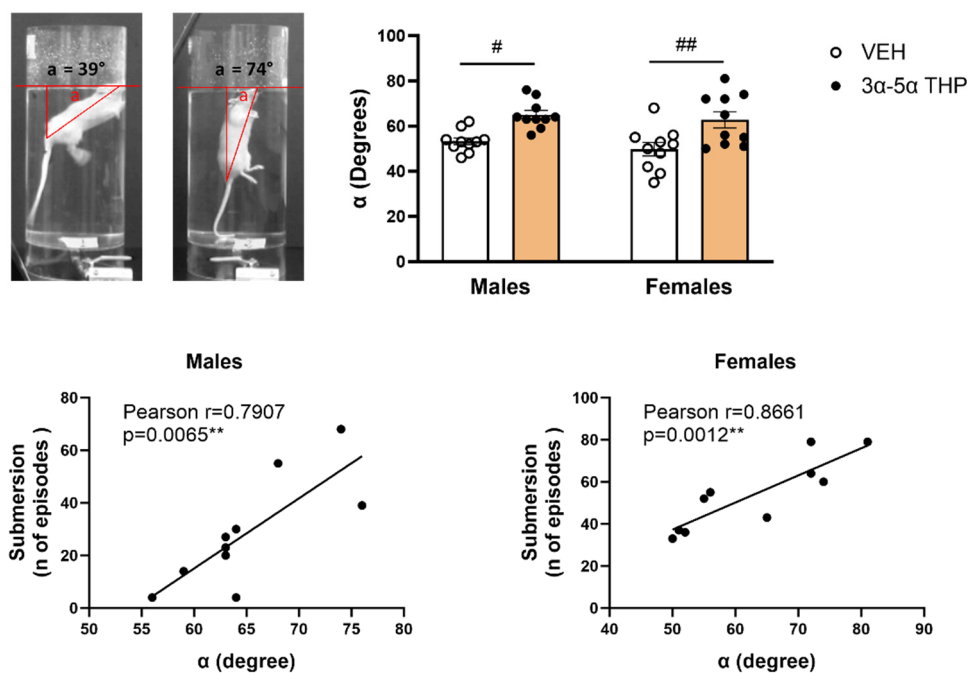 a = 39°
a
a = 74°
a
α (Degrees)
100
80
60
40
20
0
#
##
Males
Females
VEH
3α-5α THP
Males
Pearson r=0.7907
p=0.0065**
Submersion
(n of episodes )
80
60
40
20
0
50
55
60
65
70
75
80
α (degree)
Females
Pearson r=0.8661
p=0.0012**
Submersion
(n of episodes )
100
80
60
40
20
0
40
50
60
70
80
90
α (degree)